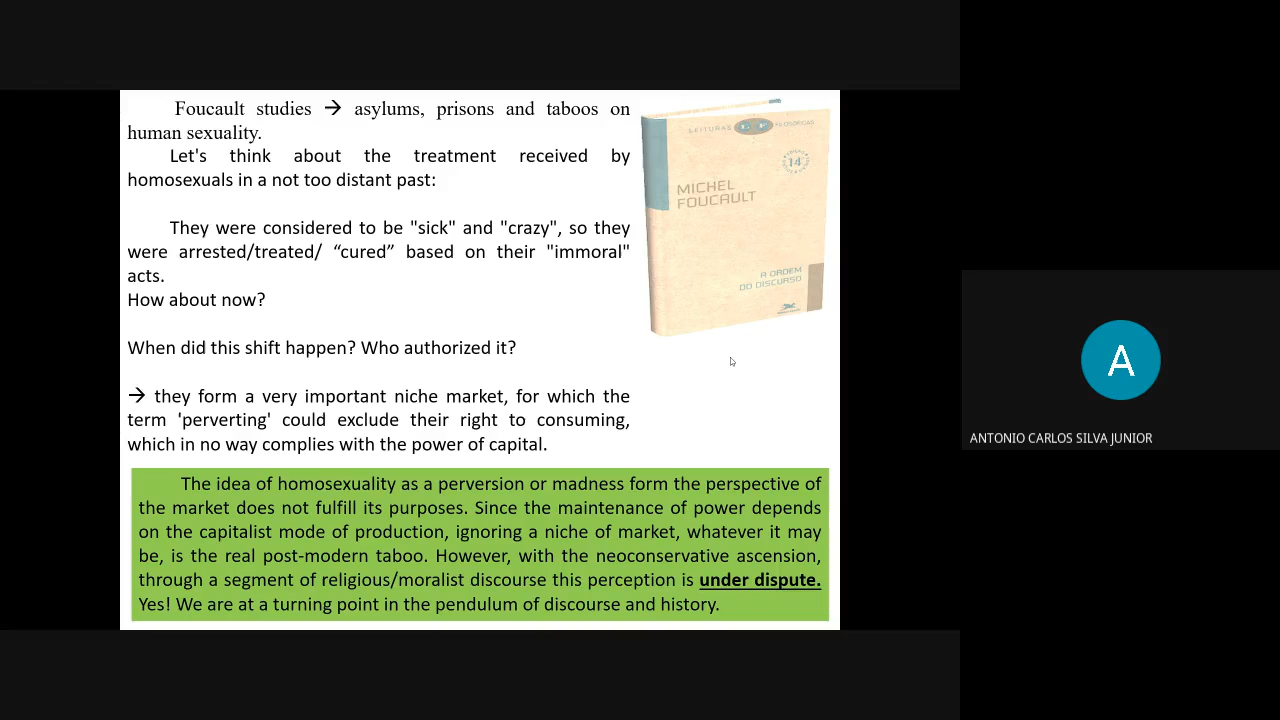 Foucault studies → asylums, prisons and taboos on
human sexuality.
Let's think about the treatment received by
homosexuals in a not too distant past:
They were considered to be "sick" and "crazy", so they
were arrested/treated/ “cured” based on their "immoral"
acts.
How about now?
When did this shift happen? Who authorized it?
→ they form a very important niche market, for which the
term 'perverting' could exclude their right to consuming,
which in no way complies with the power of capital.
The idea of homosexuality as a perversion or madness form the perspective of
the market does not fulfill its purposes. Since the maintenance of power depends
on the capitalist mode of production, ignoring a niche of market, whatever it may
be, is the real post-modern taboo. However, with the neoconservative ascension,
through a segment of religious/moralist discourse this perception is under dispute.
Yes! We are at a turning point in the pendulum of discourse and history.
LEITURAS FILOSÓFICAS
14ª
MICHEL
FOUCAULT
A ORDEM
DO DISCURSO
A
ANTONIO CARLOS SILVA JUNIOR